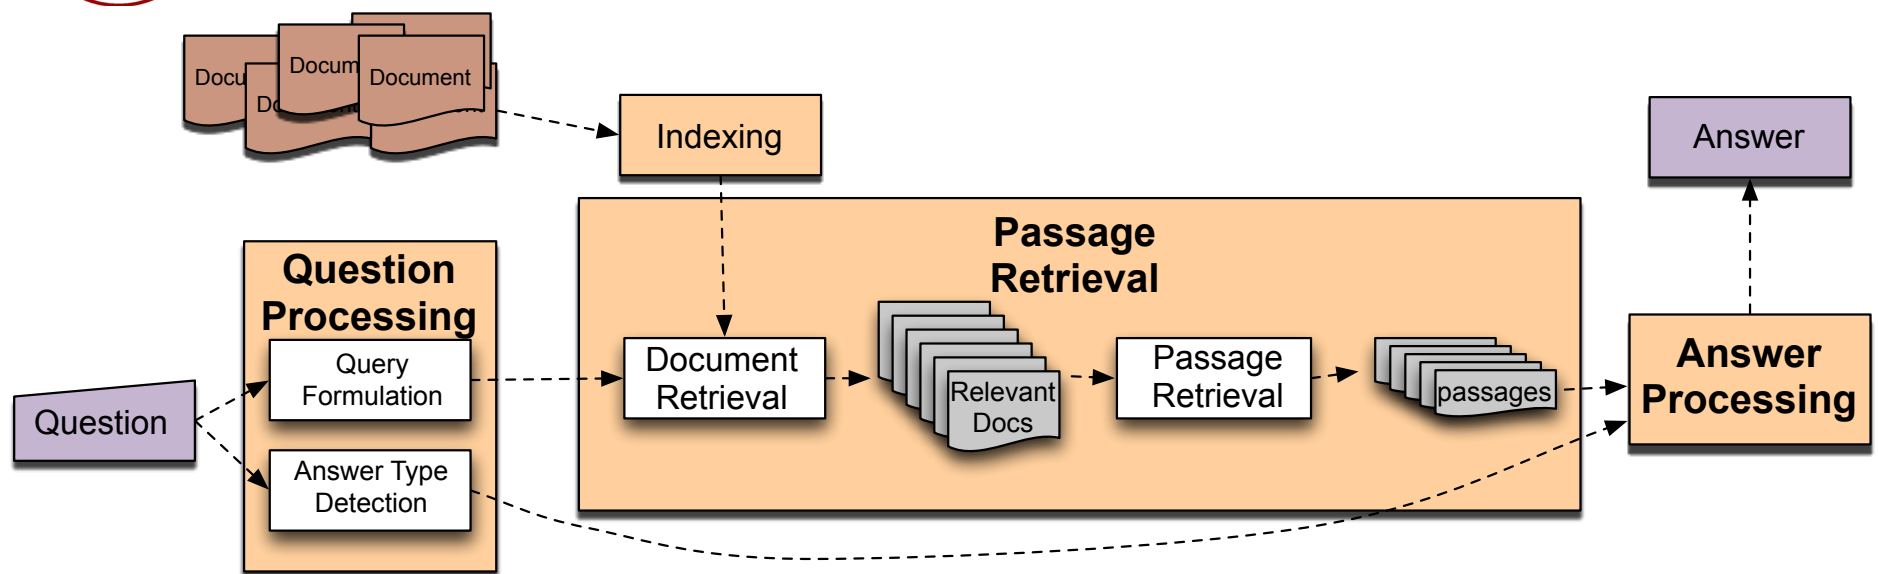 Document
Indexing
Answer
Passage
Retrieval
Question
Processing
Query
Formulation
Document
Retrieval
Relevant
Docs
Passage
Retrieval
passages
Answer
Processing
Question
Answer Type
Detection